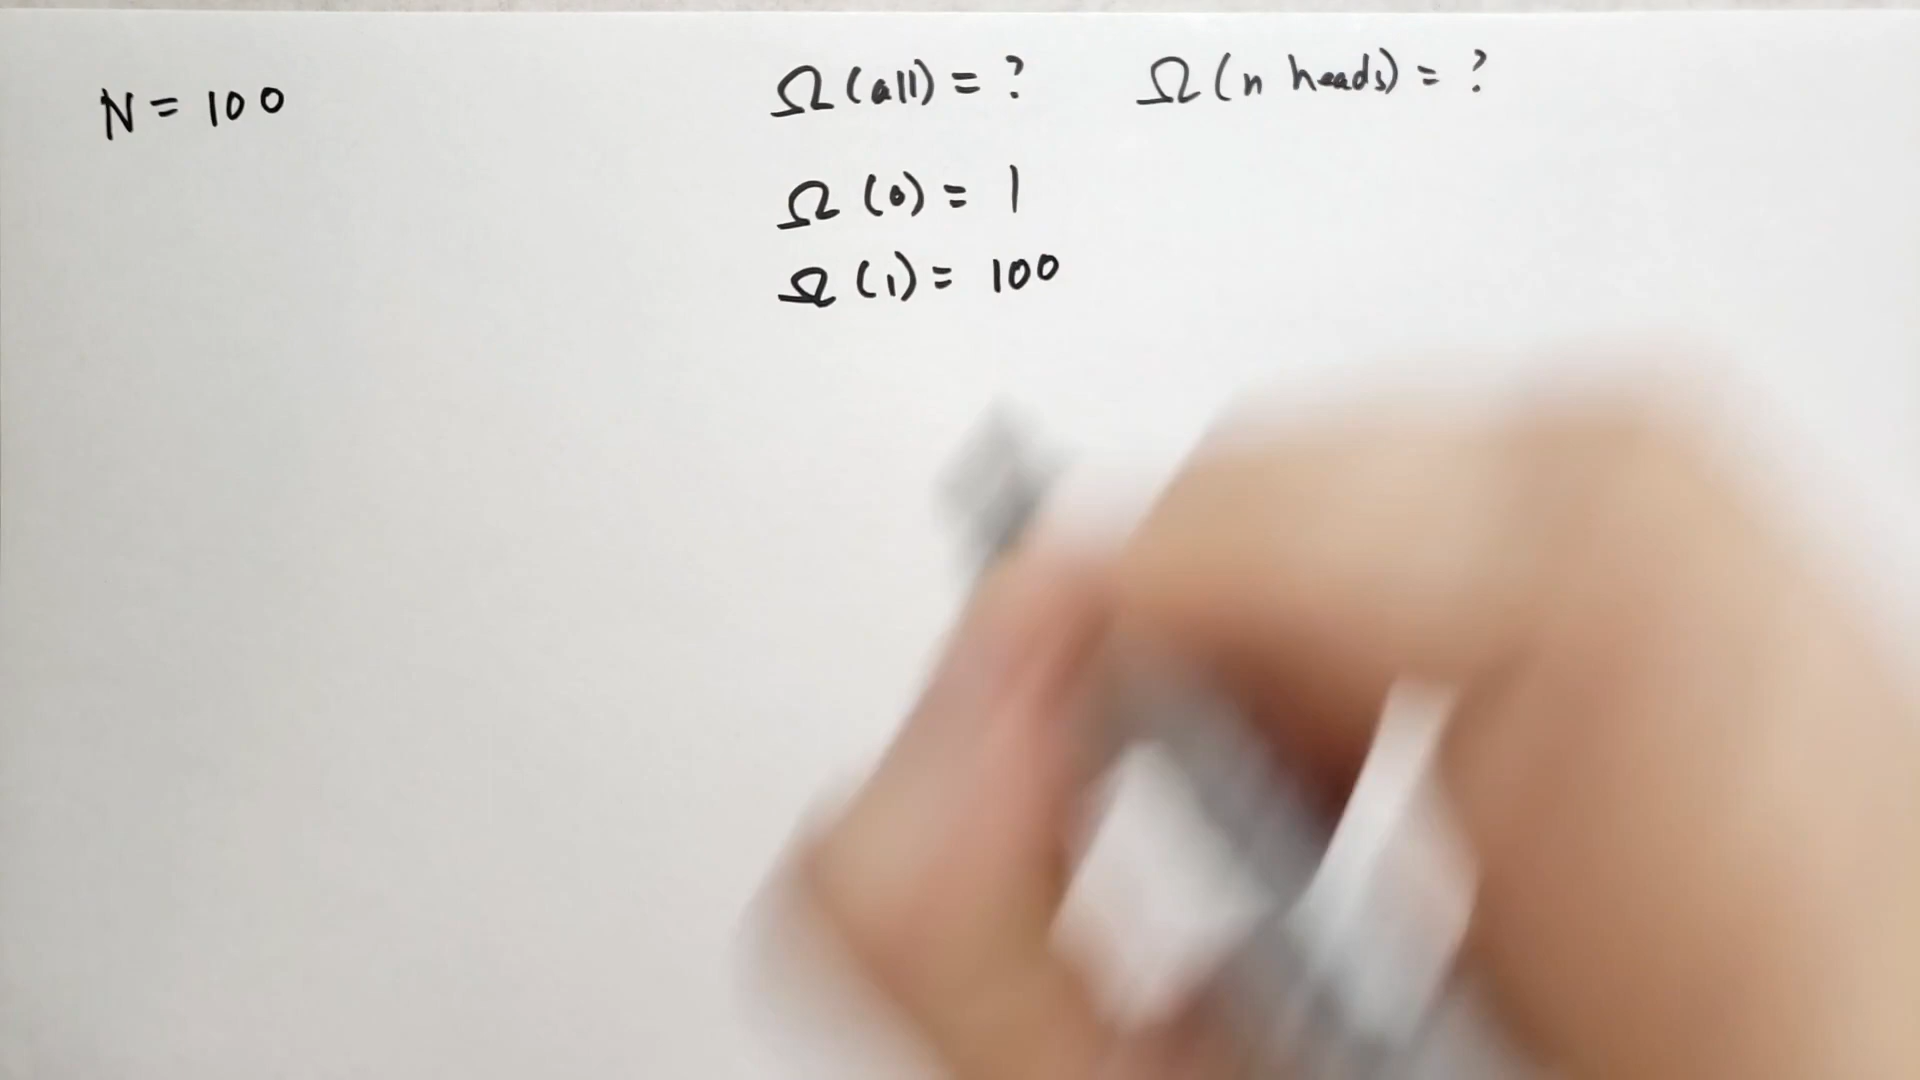 N = 100
Ω (all) = ? Ω (n heads) = ?
Ω (0) = 1
Ω (1) = 100